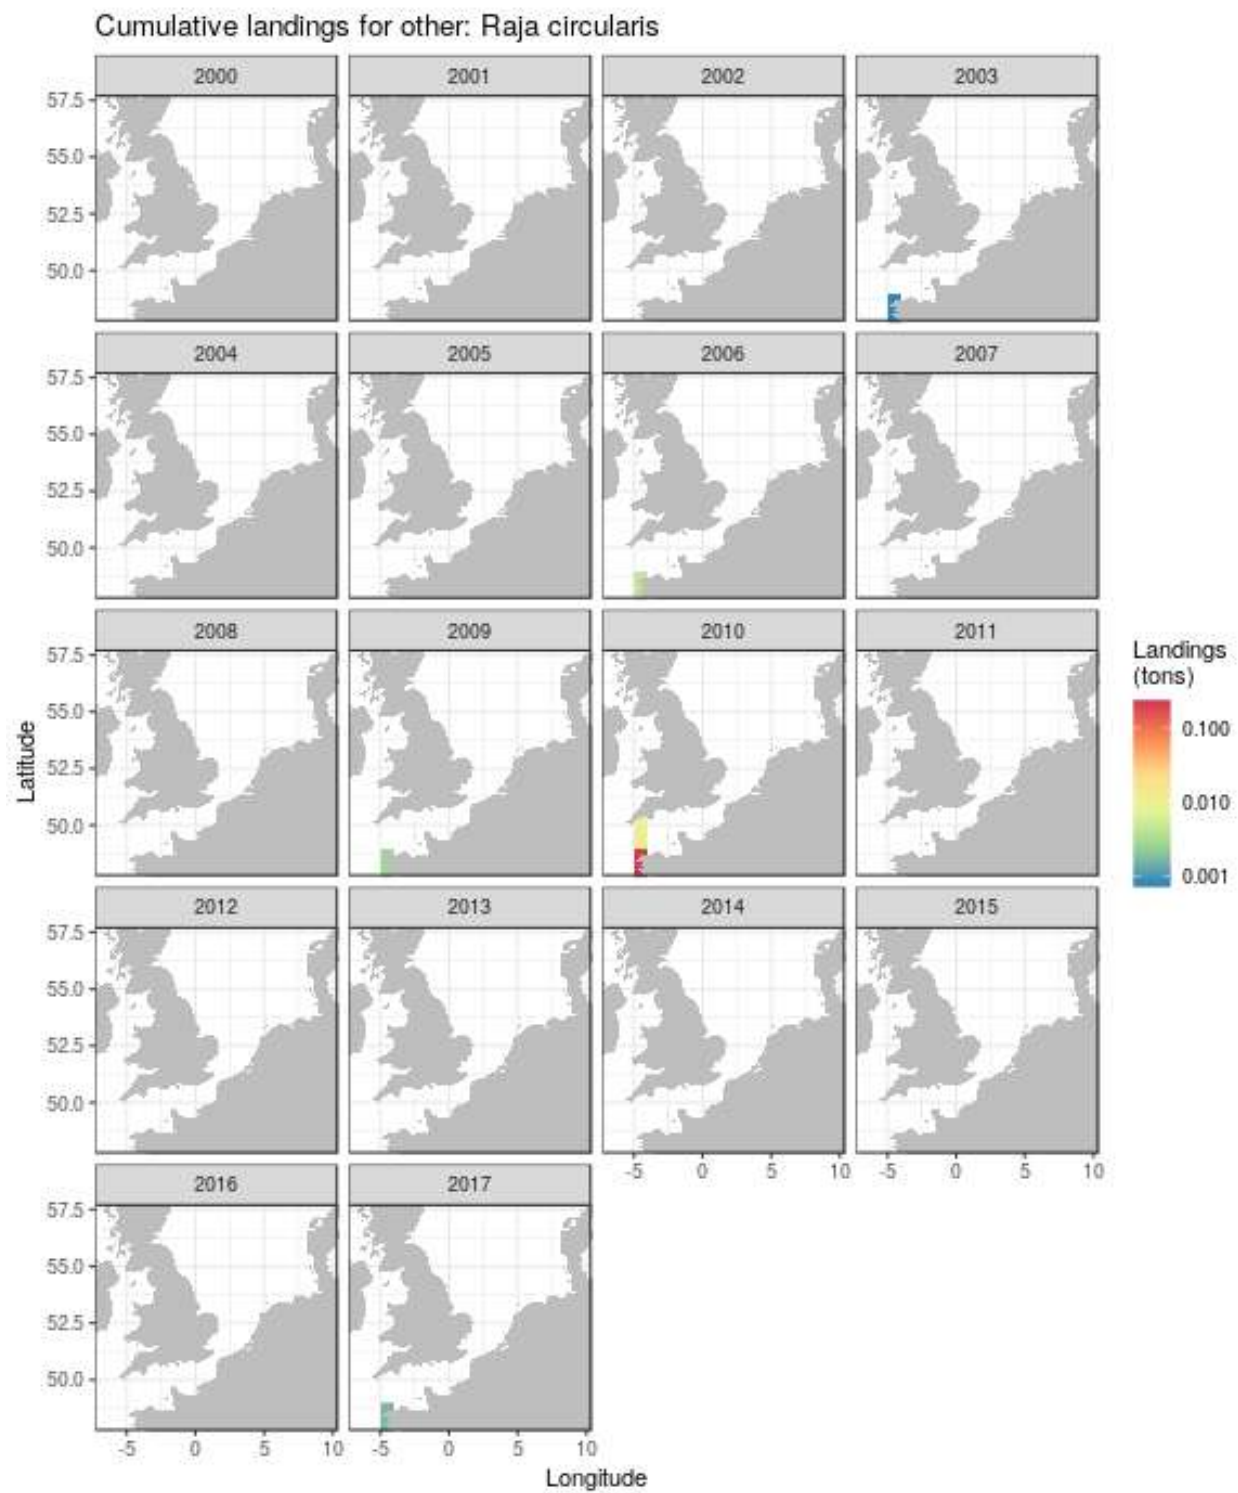 Cumulative landings for other: Raja circularis
2000 2001 2002 2003
57.5
55.0
52.5
50.0
2004 2005 2006 2007
57.5
55.0
52.5
50.0
2008 2009 2010 2011
57.5
55.0
52.5
50.0
2012 2013 2014 2015
57.5
55.0
52.5
50.0
-5 0 5 10 -5 0 5 10
2016 2017
57.5
55.0
52.5
50.0
-5 0 5 10 -5 0 5 10
Longitude
Latitude
Landings
(tons)
0.100
0.010
0.001